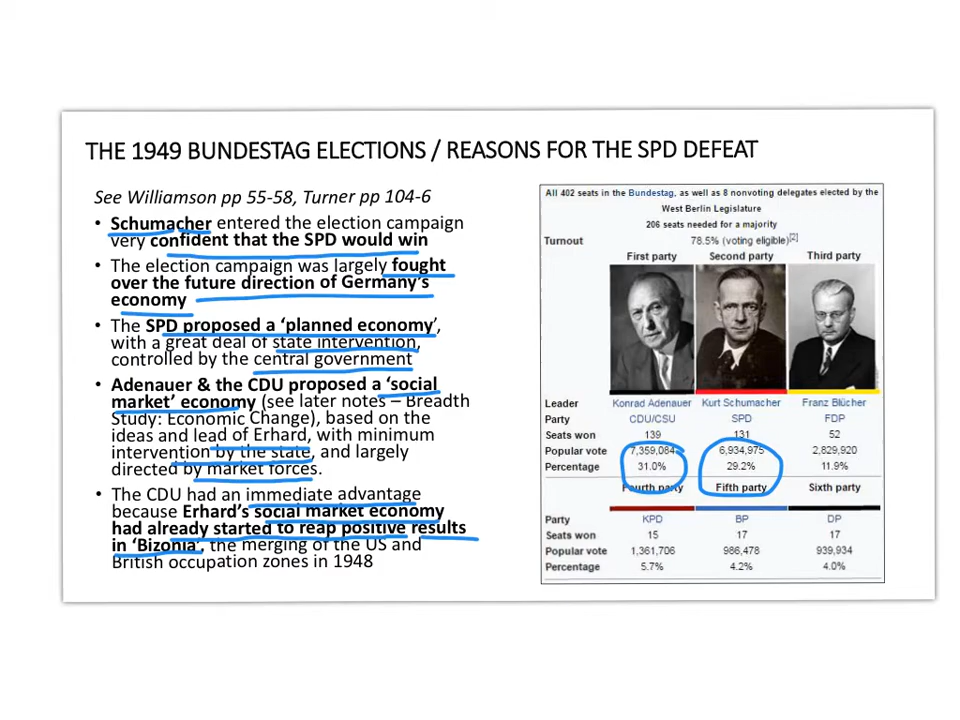 THE 1949 BUNDESTAG ELECTIONS / REASONS FOR THE SPD DEFEAT
See Williamson pp 55-58, Turner pp 104-6
• Schumacher entered the election campaign
very confident that the SPD would win
• The election campaign was largely fought
over the future direction of Germany's
economy
• The SPD proposed a 'planned economy',
with a great deal of state intervention,
controlled by the central government
• Adenauer & the CDU proposed a 'social
market' economy (see later notes – Breadth
Study: Economic Change), based on the
ideas and lead of Erhard, with minimum
intervention by the state, and largely
directed by market forces.
• The CDU had an immediate advantage
because Erhard's social market economy
had already started to reap positive results
in 'Bizonia', the merging of the US and
British occupation zones in 1948
All 402 seats in the Bundestag, as well as 8 nonvoting delegates elected by the
West Berlin Legislature
206 seats needed for a majority
Turnout 78.5% (voting eligible)[2]
First party Second party Third party
Leader Konrad Adenauer Kurt Schumacher Franz Blücher
Party CDU/CSU SPD FDP
Seats won 139 131 52
Popular vote 7,359,084 6,934,975 2,829,920
Percentage 31.0% 29.2% 11.9%
Fourth party Fifth party Sixth party
Party KPD BP DP
Seats won 15 17 17
Popular vote 1,361,706 986,478 939,934
Percentage 5.7% 4.2% 4.0%